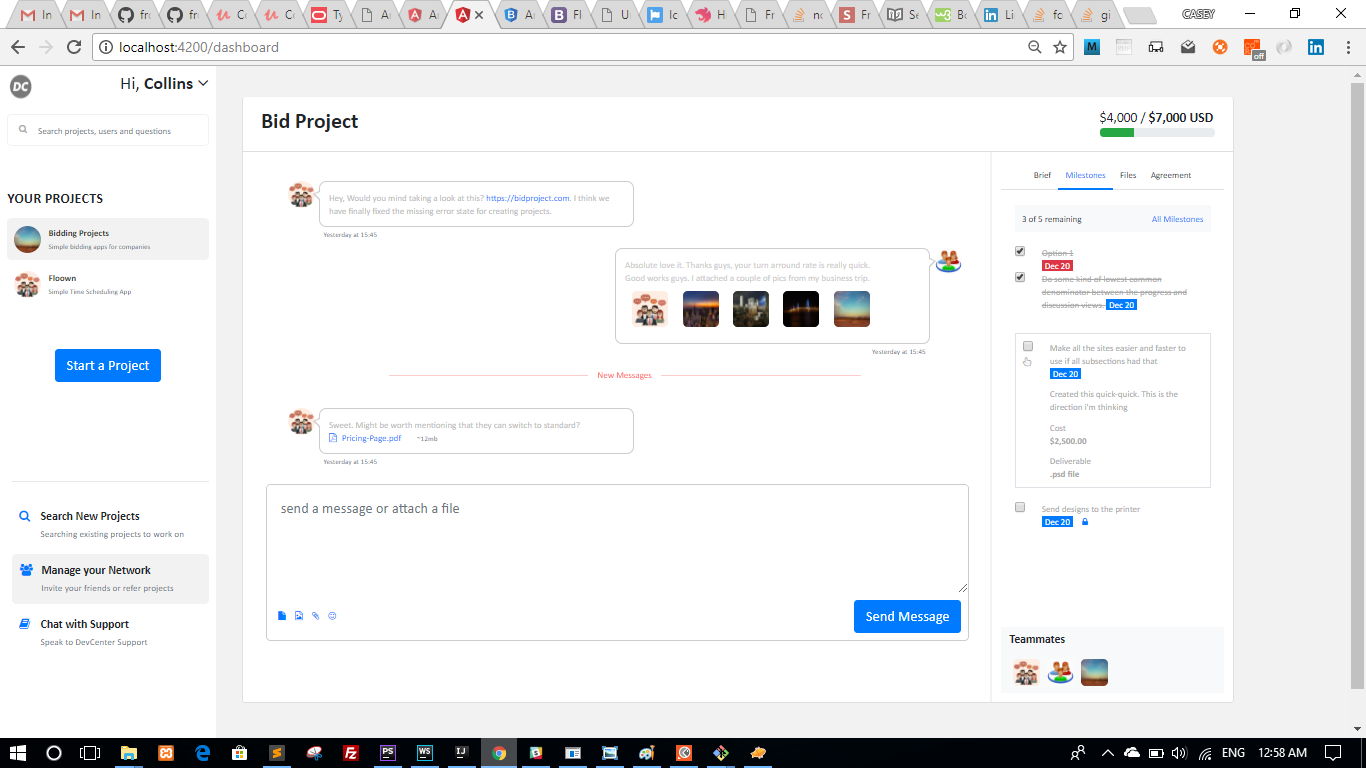 In
In
fro
fro
Co
Co
Ty
A
A
A
Fl
U
Ic
H
Fr
no
Fr
Se
Bo
Li
fo
gi
CASEY
localhost:4200/dashboard
off
DC
Hi, Collins
Search projects, users and questions
YOUR PROJECTS
Bidding Projects
Simple bidding apps for companies
Floown
Simple Time Scheduling App
Start a Project
Search New Projects
Searching existing projects to work on
Manage your Network
Invite your friends or refer projects
Chat with Support
Speak to DevCenter Support
Bid Project
$4,000 / $7,000 USD
Hey, Would you mind taking a look at this? https://bidproject.com. I think we
have finally fixed the missing error state for creating projects.
Yesterday at 15:45
Absolute love it. Thanks guys, your turn arround rate is really quick.
Good works guys, I attached a couple of pics from my business trip.
Yesterday at 15:45
New Messages
Sweet. Might be worth mentioning that they can switch to standard?
Pricing-Page.pdf ~12mb
Yesterday at 15:45
send a message or attach a file
Send Message
Brief Milestones Files Agreement
3 of 5 remaining All Milestones
Option 1
Dec 20
Do some kind of lowest common
denominator between the progress and
discussion views. Dec 20
Make all the sites easier and faster to
use if all subsections had that
Dec 20
Created this quick-quick. This is the
direction i'm thinking
Cost
$2,500.00
Deliverable
.psd file
Send designs to the printer
Dec 20
Teammates
ENG 12:58 AM